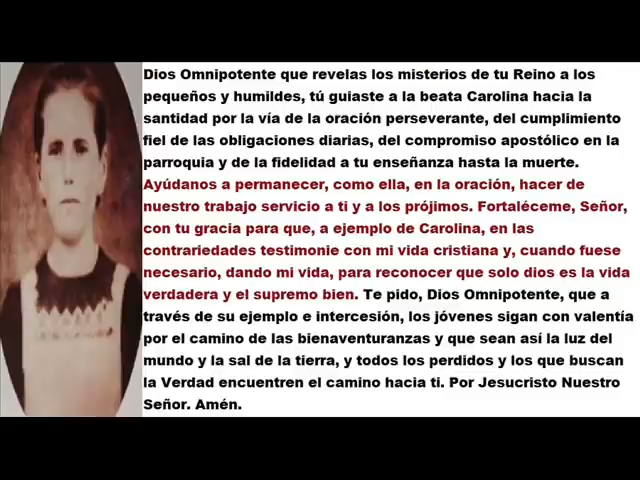 Dios Omnipotente que revelas los misterios de tu Reino a los
pequeños y humildes, tú guiaste a la beata Carolina hacia la
santidad por la vía de la oración perseverante, del cumplimiento
fiel de las obligaciones diarias, del compromiso apostólico en la
parroquia y de la fidelidad a tu enseñanza hasta la muerte.
Ayúdanos a permanecer, como ella, en la oración, hacer de
nuestro trabajo servicio a ti y a los prójimos. Fortaléceme, Señor,
con tu gracia para que, a ejemplo de Carolina, en las
contrariedades testimonie con mi vida cristiana y, cuando fuese
necesario, dando mi vida, para reconocer que solo dios es la vida
verdadera y el supremo bien. Te pido, Dios Omnipotente, que a
través de su ejemplo e intercesión, los jóvenes sigan con valentía
por el camino de las bienaventuranzas y que sean así la luz del
mundo y la sal de la tierra, y todos los perdidos y los que buscan
la Verdad encuentren el camino hacia ti. Por Jesucristo Nuestro
Señor. Amén.